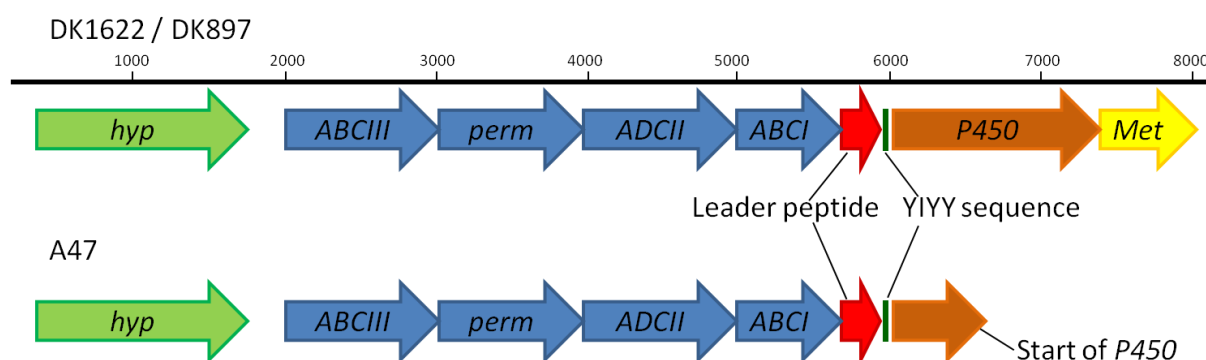 DK1622 / DK897
1000 2000 3000 4000 5000 6000 7000 8000
hyp ABCIII perm ADCII ABCI P450 Met
Leader peptide YIYY sequence
A47
hyp ABCIII perm ADCII ABCI
Start of P450